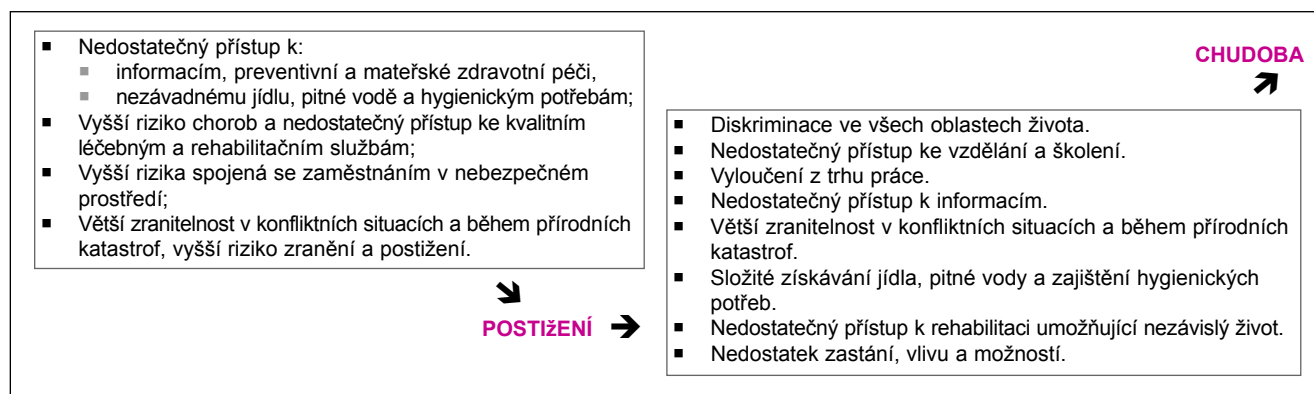 ▪ Nedostatečný přístup k:
▪ informacím, preventivní a mateřské zdravotní péči,
▪ nezávadnému jídlu, pitné vodě a hygienickým potřebám;
▪ Vyšší riziko chorob a nedostatečný přístup ke kvalitním
léčebným a rehabilitačním službám;
▪ Vyšší rizika spojená se zaměstnáním v nebezpečném
prostředí;
▪ Větší zranitelnost v konfliktních situacích a během přírodních
katastrof, vyšší riziko zranění a postižení.
POSTIžENÍ
▪ Diskriminace ve všech oblastech života.
▪ Nedostatečný přístup ke vzdělání a školení.
▪ Vyloučení z trhu práce.
▪ Nedostatečný přístup k informacím.
▪ Větší zranitelnost v konfliktních situacích a během přírodních
katastrof.
▪ Složité získávání jídla, pitné vody a zajištění hygienických
potřeb.
▪ Nedostatečný přístup k rehabilitaci umožňující nezávislý život.
▪ Nedostatek zastání, vlivu a možností.
CHUDOBA